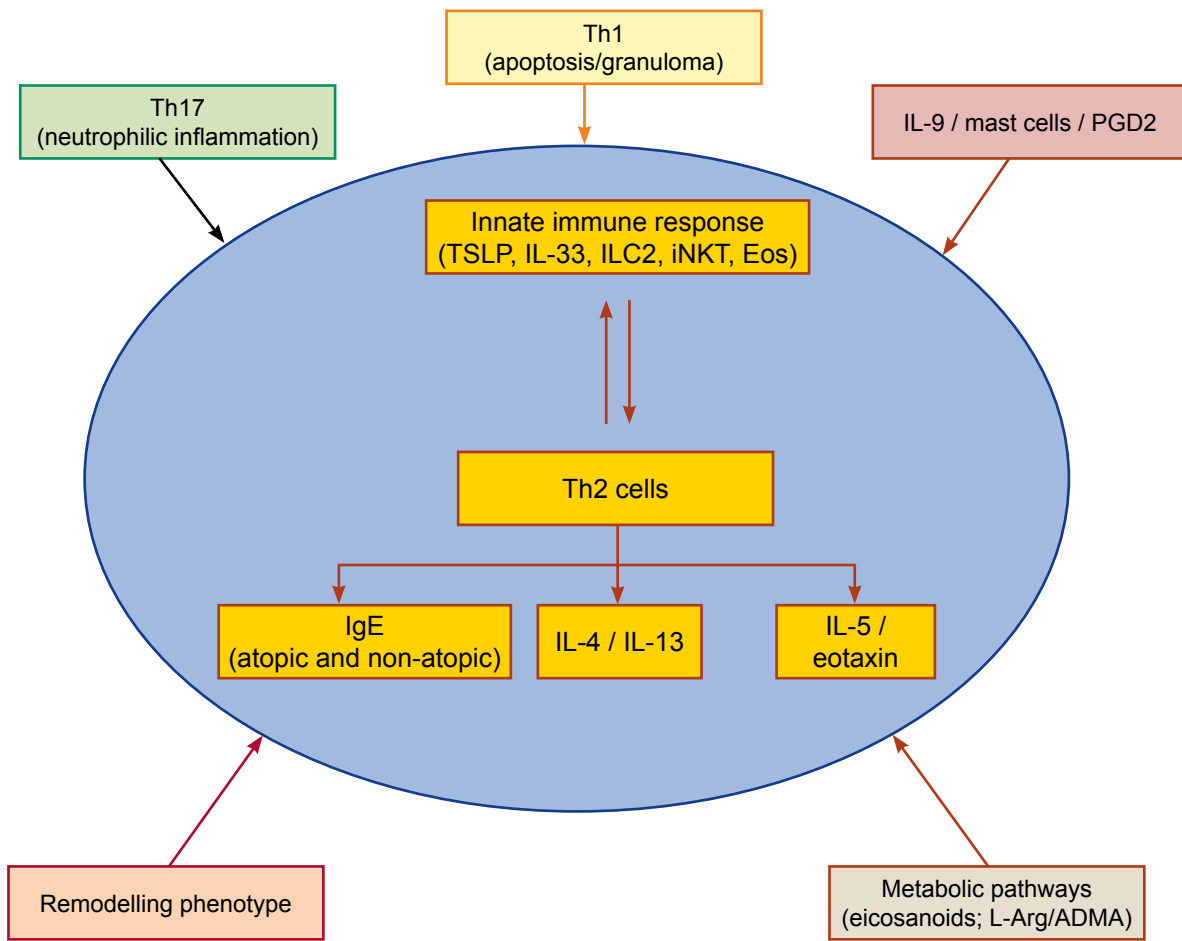 Th1
(apoptosis/granuloma)
Th17
(neutrophilic inflammation)
IL-9 / mast cells / PGD2
Innate immune response
(TSLP, IL-33, ILC2, iNKT, Eos)
Th2 cells
IgE
(atopic and non-atopic)
IL-4 / IL-13
IL-5 /
eotaxin
Remodelling phenotype
Metabolic pathways
(eicosanoids; L-Arg/ADMA)